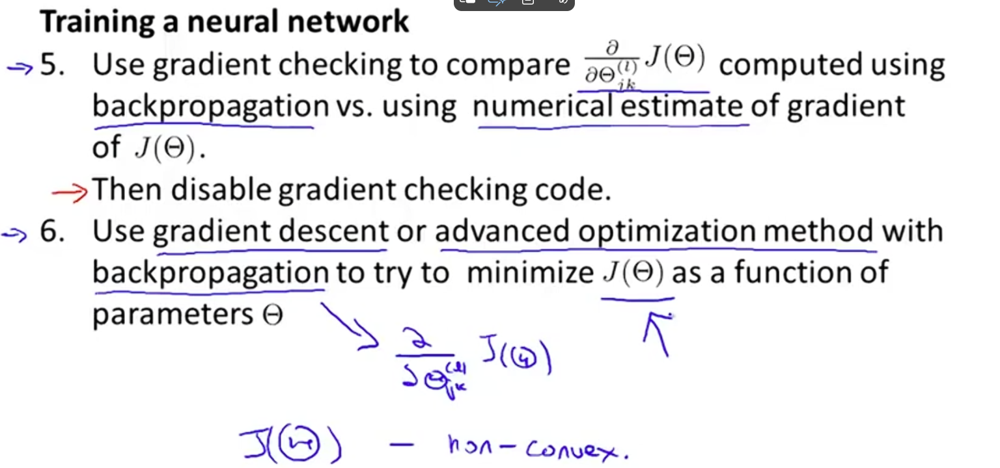 Training a neural network
→ 5. Use gradient checking to compare ∂/∂Θ_jk^(l) J(Θ) computed using
backpropagation vs. using numerical estimate of gradient
of J(Θ).
→ Then disable gradient checking code.
→ 6. Use gradient descent or advanced optimization method with
backpropagation to try to minimize J(Θ) as a function of
parameters Θ
∂/∂Θ_jk^(l) J(Θ)
J(Θ) – non-convex.